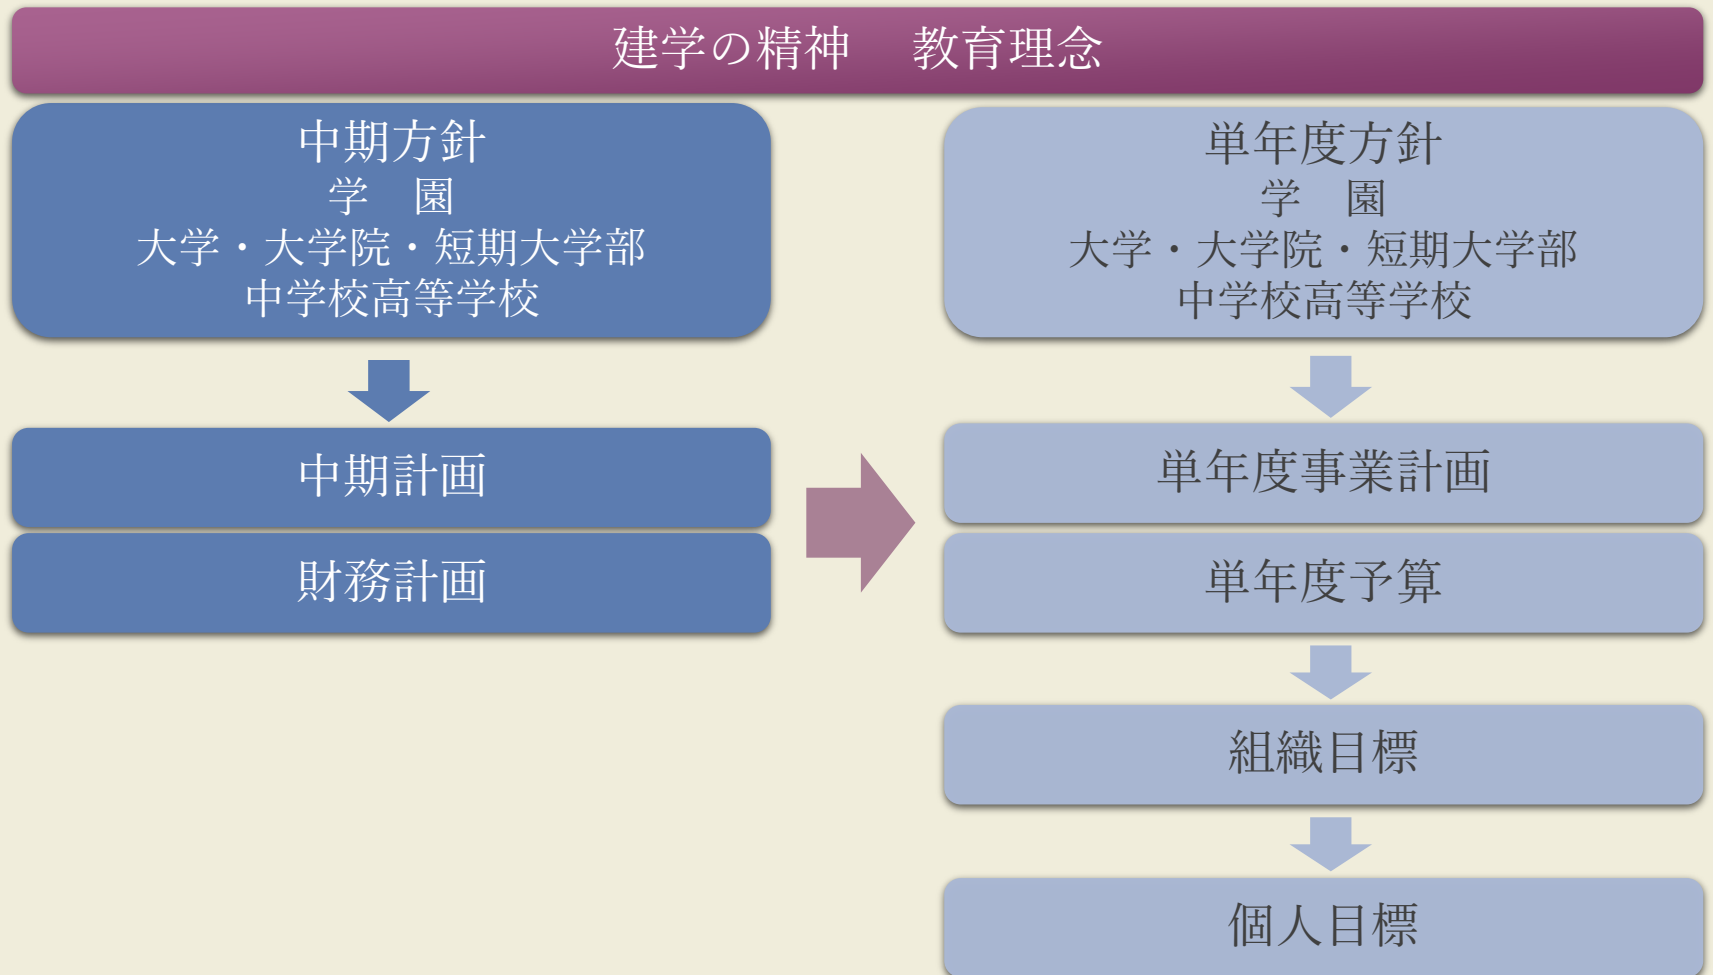 建学の精神　教育理念
中期方針
学　園
大学・大学院・短期大学部
中学校高等学校
中期計画
財務計画
単年度方針
学　園
大学・大学院・短期大学部
中学校高等学校
単年度事業計画
単年度予算
組織目標
個人目標